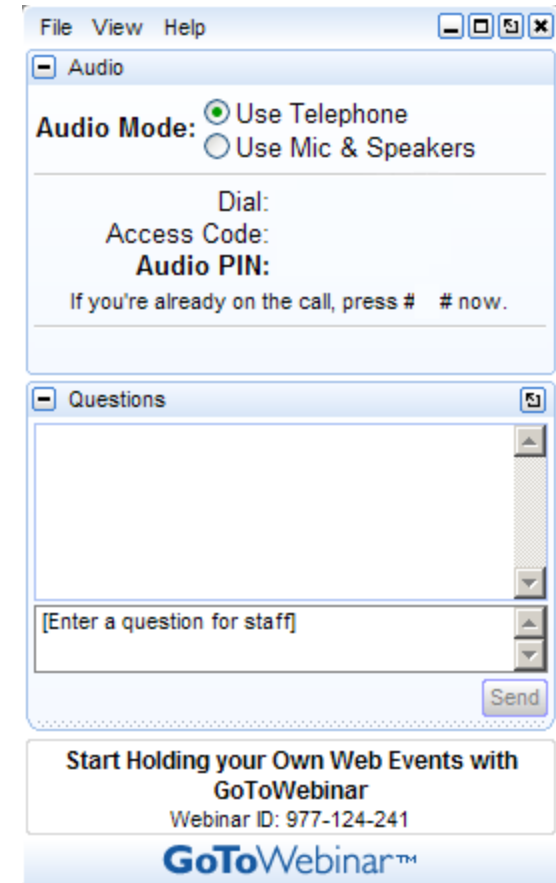 File View Help
Audio
Audio Mode: Use Telephone
Use Mic & Speakers
Dial:
Access Code:
Audio PIN:
If you're already on the call, press # # now.
Questions
[Enter a question for staff]
Send
Start Holding your Own Web Events with
GoToWebinar
Webinar ID: 977-124-241
GoToWebinar™